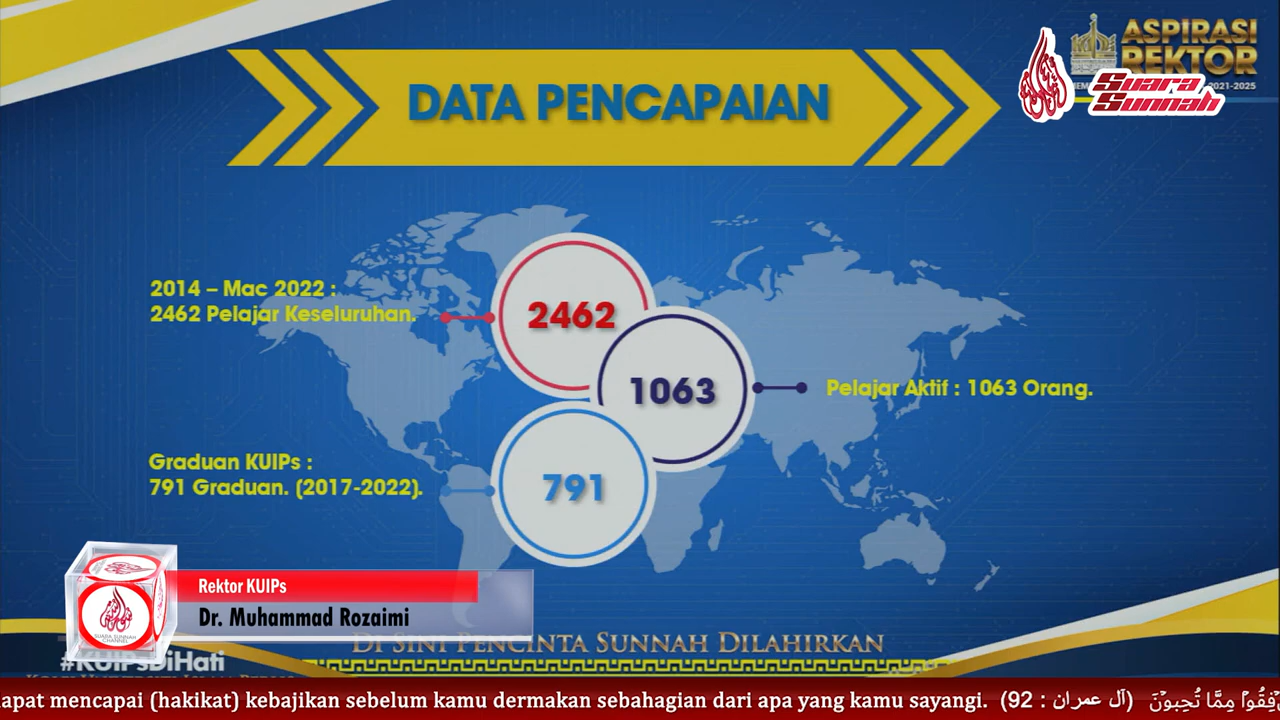 ASPIRASI
REKTOR
2021-2025
Suara
Sunnah
DATA PENCAPAIAN
2014 – Mac 2022 :
2462 Pelajar Keseluruhan.
2462
1063
Pelajar Aktif : 1063 Orang.
Graduan KUIPs :
791 Graduan. (2017-2022).
791
Rektor KUIPs
Dr. Muhammad Rozaimi
SUARA SUNNAH
CHANNEL
DI SINI PENCINTA SUNNAH DILAHIRKAN
#KUIPsDiHati
apat mencapai (hakikat) kebajikan sebelum kamu dermakan sebahagian dari apa yang kamu sayangi. (آل عمران : 92) مِمَّا تُحِبُّونَ